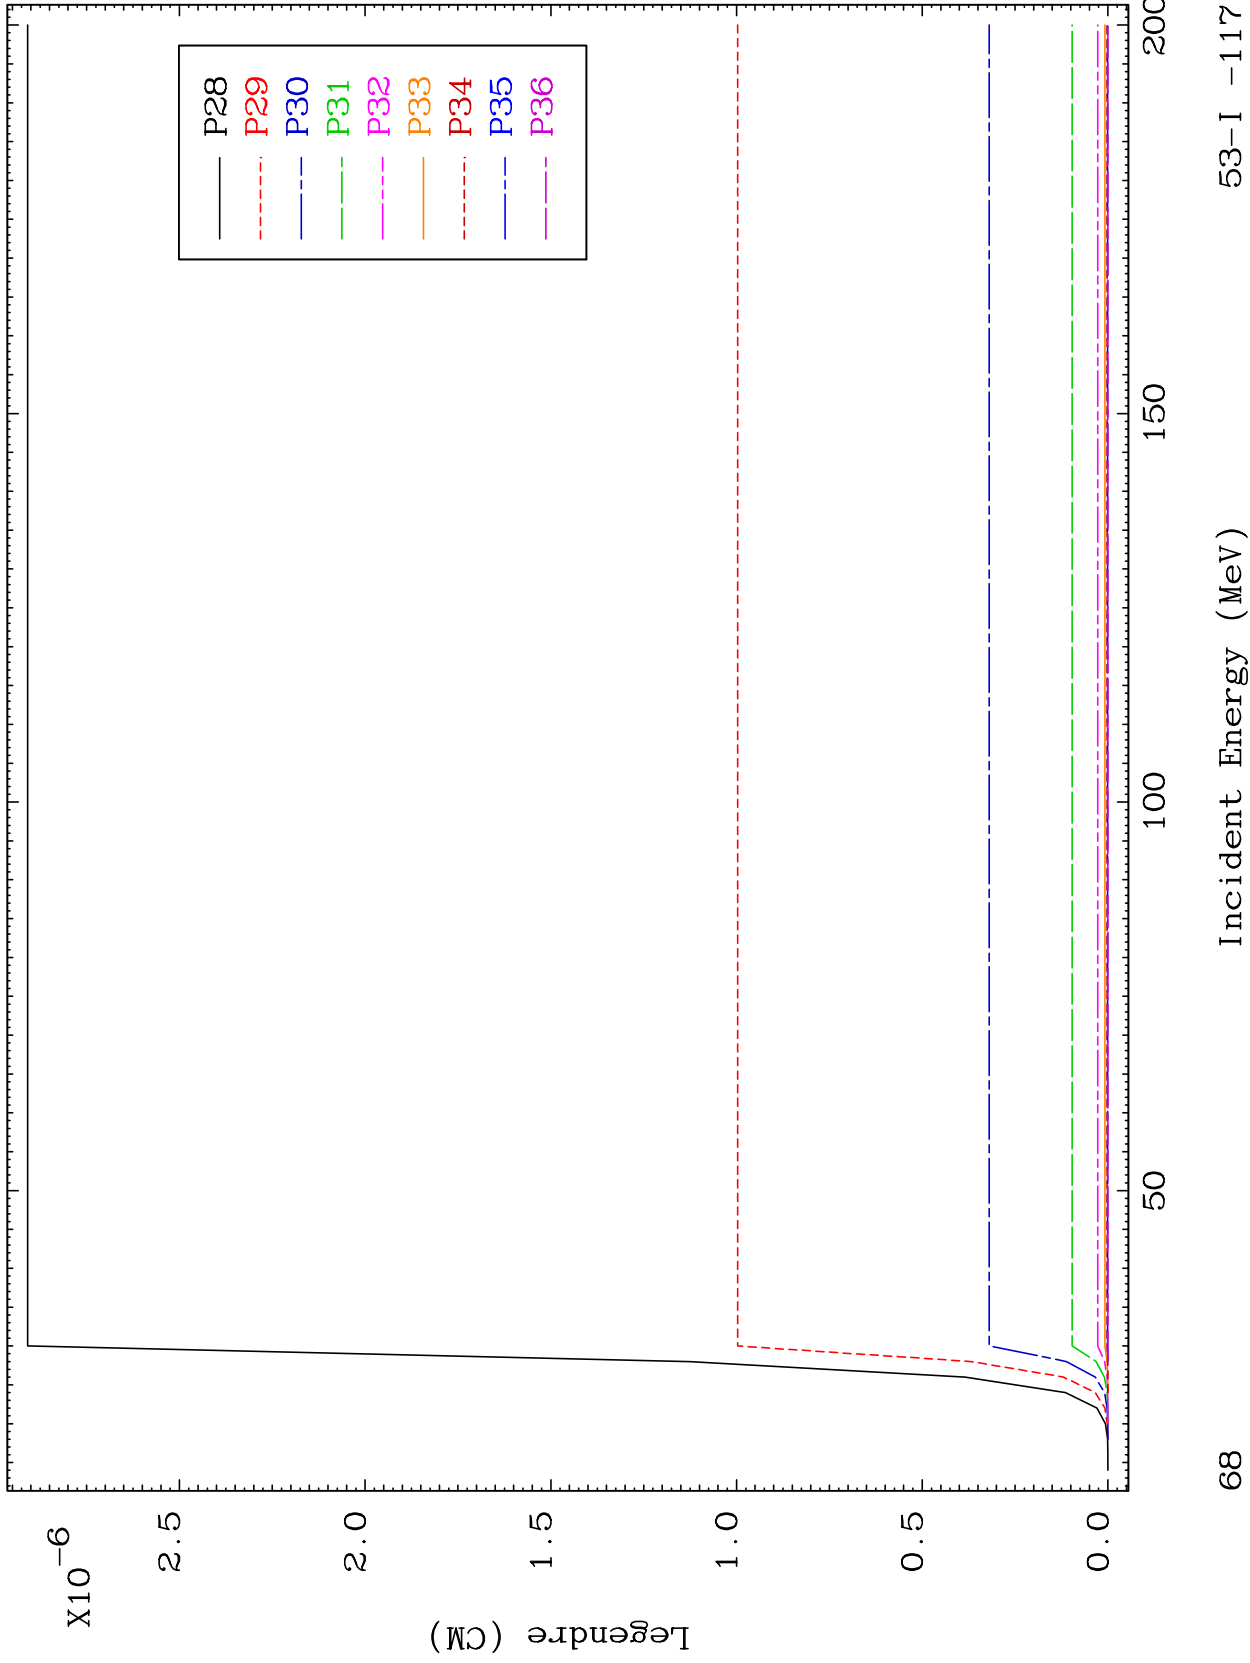 X10-6
2.5
2.0
1.5
1.0
0.5
0.0
Legendre (CM)
P28
P29
P30
P31
P32
P33
P34
P35
P36
50
100
150
200
Incident Energy (MeV)
68
53-I -117